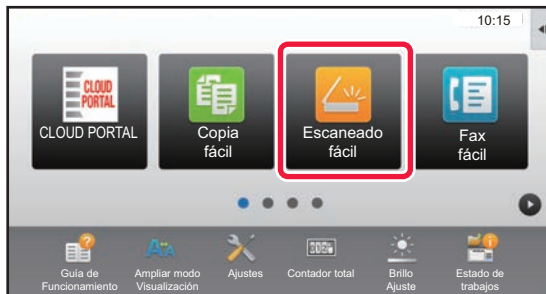 10:15
CLOUD
PORTAL
CLOUD PORTAL
Copia
fácil
Escaneado
fácil
Fax
fácil
Guía de
Funcionamiento
Ampliar modo
Visualización
Ajustes
Contador total
Brillo
Ajuste
Estado de
trabajos